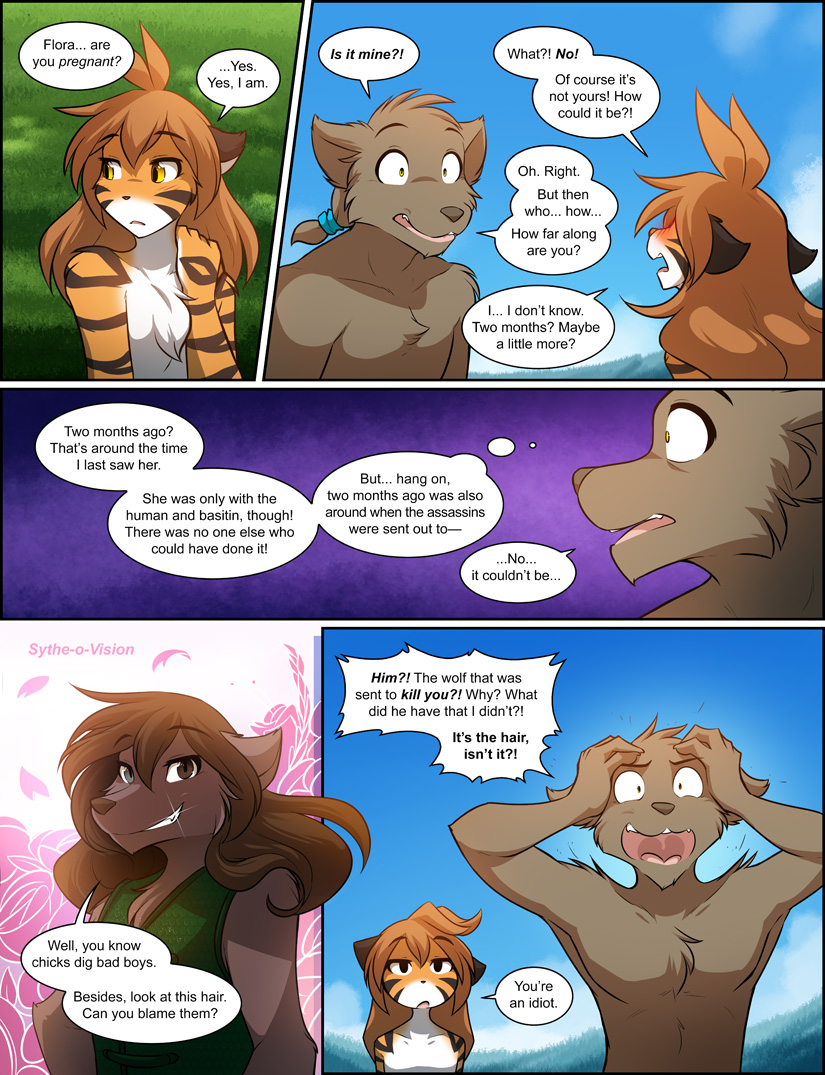 Flora... are
you pregnant?
...Yes.
Yes, I am.
Is it mine?!
What?! No!
Of course it's
not yours! How
could it be?!
Oh. Right.
But then
who... how...
How far along
are you?
I... I don't know.
Two months? Maybe
a little more?
Two months ago?
That's around the time
I last saw her.
She was only with the
human and basitin, though!
There was no one else who
could have done it!
But... hang on,
two months ago was also
around when the assassins
were sent out to—
...No...
it couldn't be...
Sythe-o-Vision
Well, you know
chicks dig bad boys.
Besides, look at this hair.
Can you blame them?
Him?! The wolf that was
sent to kill you?! Why? What
did he have that I didn't?!
It's the hair,
isn't it?!
You're
an idiot.